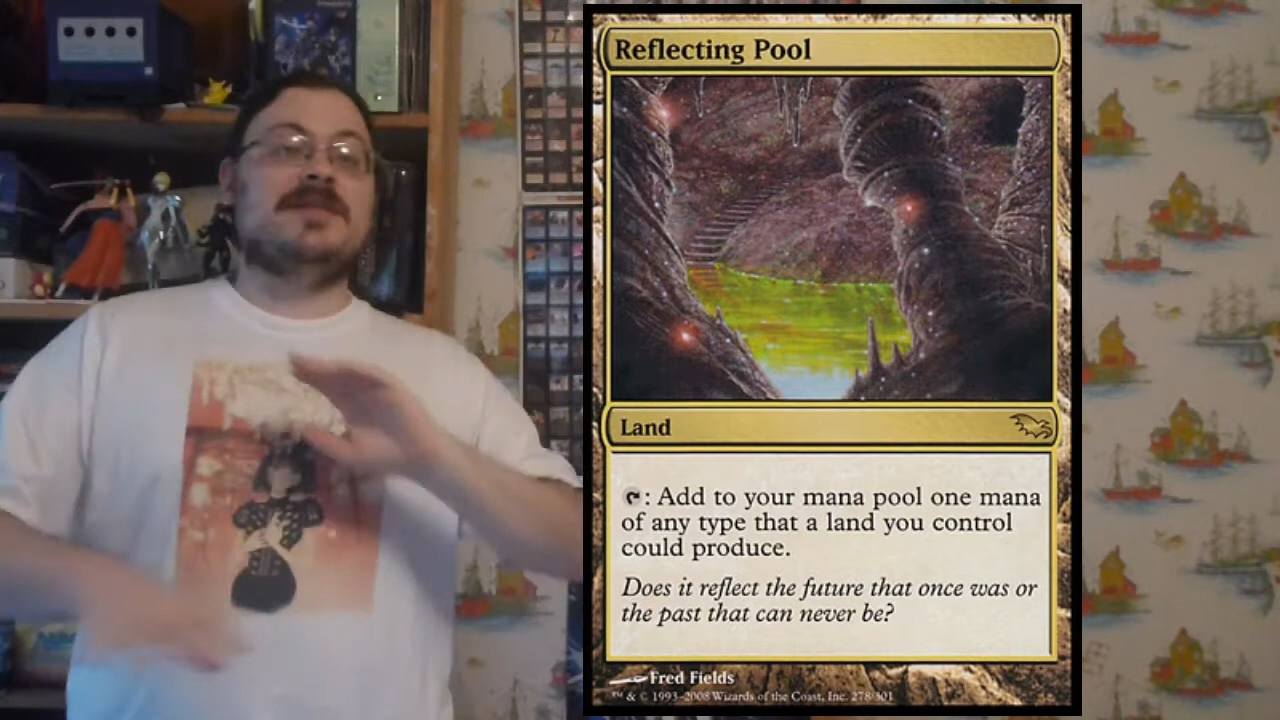 Reflecting Pool
Land
: Add to your mana pool one mana
of any type that a land you control
could produce.
Does it reflect the future that once was or
the past that can never be?
Fred Fields
™ & © 1993–2008 Wizards of the Coast, Inc. 278/301